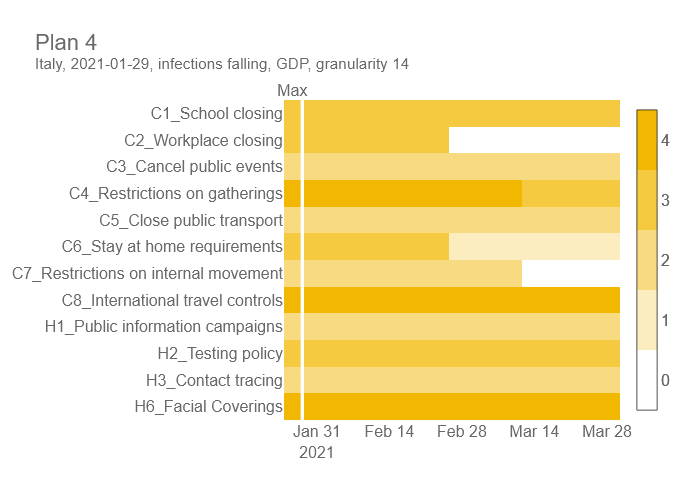 Plan 4
Italy, 2021-01-29, infections falling, GDP, granularity 14
Max
C1_School closing
C2_Workplace closing
C3_Cancel public events
C4_Restrictions on gatherings
C5_Close public transport
C6_Stay at home requirements
C7_Restrictions on internal movement
C8_International travel controls
H1_Public information campaigns
H2_Testing policy
H3_Contact tracing
H6_Facial Coverings
4
3
2
1
0
Jan 31 Feb 14 Feb 28 Mar 14 Mar 28
2021